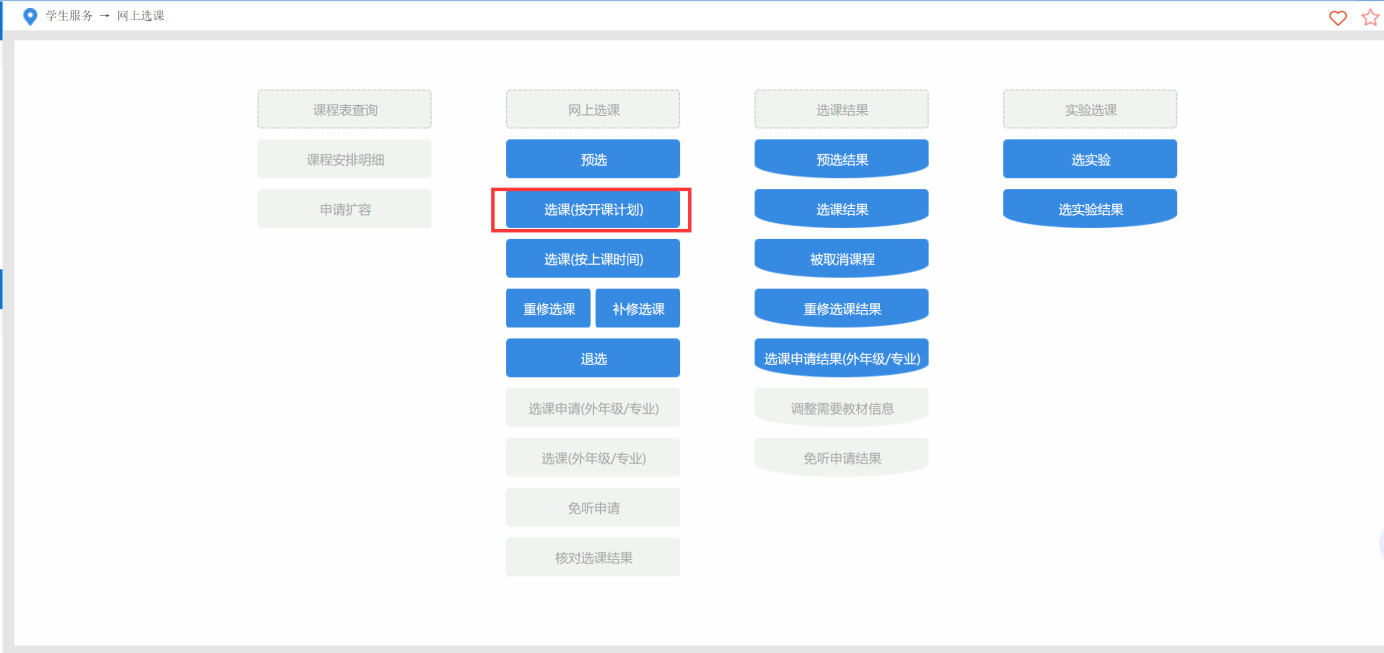 学生服务 → 网上选课
课程表查询
课程安排明细
申请扩容
网上选课
预选
选课(按开课计划)
选课(按上课时间)
重修选课 补修选课
退选
选课申请(外年级/专业)
选课(外年级/专业)
免听申请
核对选课结果
选课结果
预选结果
选课结果
被取消课程
重修选课结果
选课申请结果(外年级/专业)
调整需要教材信息
免听申请结果
实验选课
选实验
选实验结果